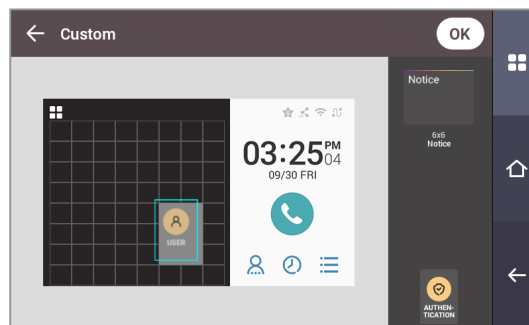 Custom
OK
Notice
6x6
Notice
03:25 PM
04
09/30 FRI
USER
AUTHEN-
TICATION